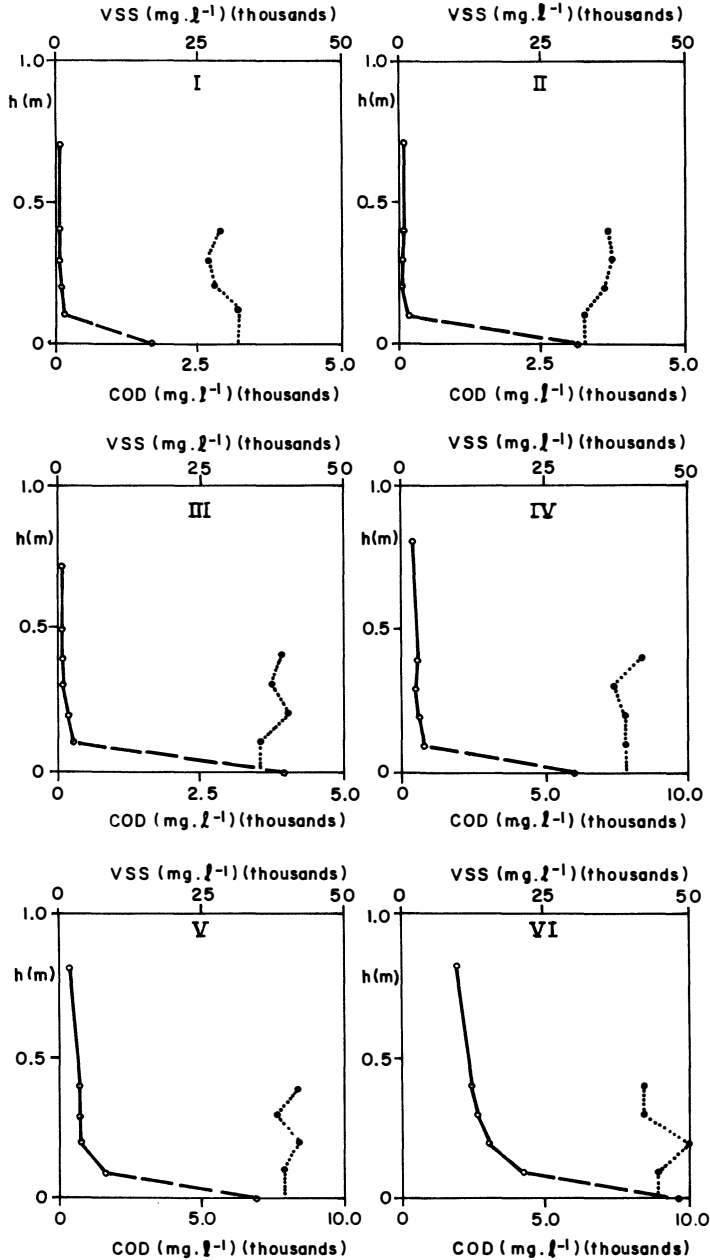 VSS (mg.ℓ⁻¹) (thousands) VSS (mg.ℓ⁻¹) (thousands)
0 25 50 0 25 50
1.0 I 1.0 II
h(m) h(m)
0.5 0.5
0 0
0 2.5 5.0 0 2.5 5.0
COD (mg.ℓ⁻¹) (thousands) COD (mg.ℓ⁻¹) (thousands)
VSS (mg.ℓ⁻¹) (thousands) VSS (mg.ℓ⁻¹) (thousands)
0 25 50 0 25 50
1.0 III 1.0 IV
h(m) h(m)
0.5 0.5
0 0
0 2.5 5.0 0 5.0 10.0
COD (mg.ℓ⁻¹) (thousands) COD (mg.ℓ⁻¹) (thousands)
VSS (mg.ℓ⁻¹) (thousands) VSS (mg.ℓ⁻¹) (thousands)
0 25 50 0 25 50
1.0 V 1.0 VI
h(m) h(m)
0.5 0.5
0 0
0 5.0 10.0 0 5.0 10.0
COD (mg.ℓ⁻¹) (thousands) COD (mg.ℓ⁻¹) (thousands)